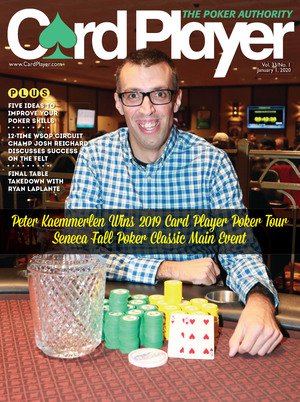 THE POKER AUTHORITY
Card Player
www.CardPlayer.com
Vol. 33/No. 1
January 1, 2020
PLUS
FIVE IDEAS TO
IMPROVE YOUR
POKER SKILLS!
12-TIME WSOP CIRCUIT
CHAMP JOSH REICHARD
DISCUSSES SUCCESS
ON THE FELT
FINAL TABLE
TAKEDOWN WITH
RYAN LAPLANTE
Peter Kaemmerlen Wins 2019 Card Player Poker Tour
Seneca Fall Poker Classic Main Event